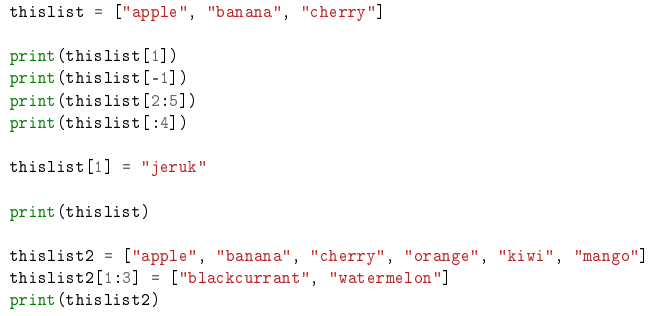 thislist = ["apple", "banana", "cherry"]
print(thislist[1])
print(thislist[-1])
print(thislist[2:5])
print(thislist[:4])
thislist[1] = "jeruk"
print(thislist)
thislist2 = ["apple", "banana", "cherry", "orange", "kiwi", "mango"]
thislist2[1:3] = ["blackcurrant", "watermelon"]
print(thislist2)